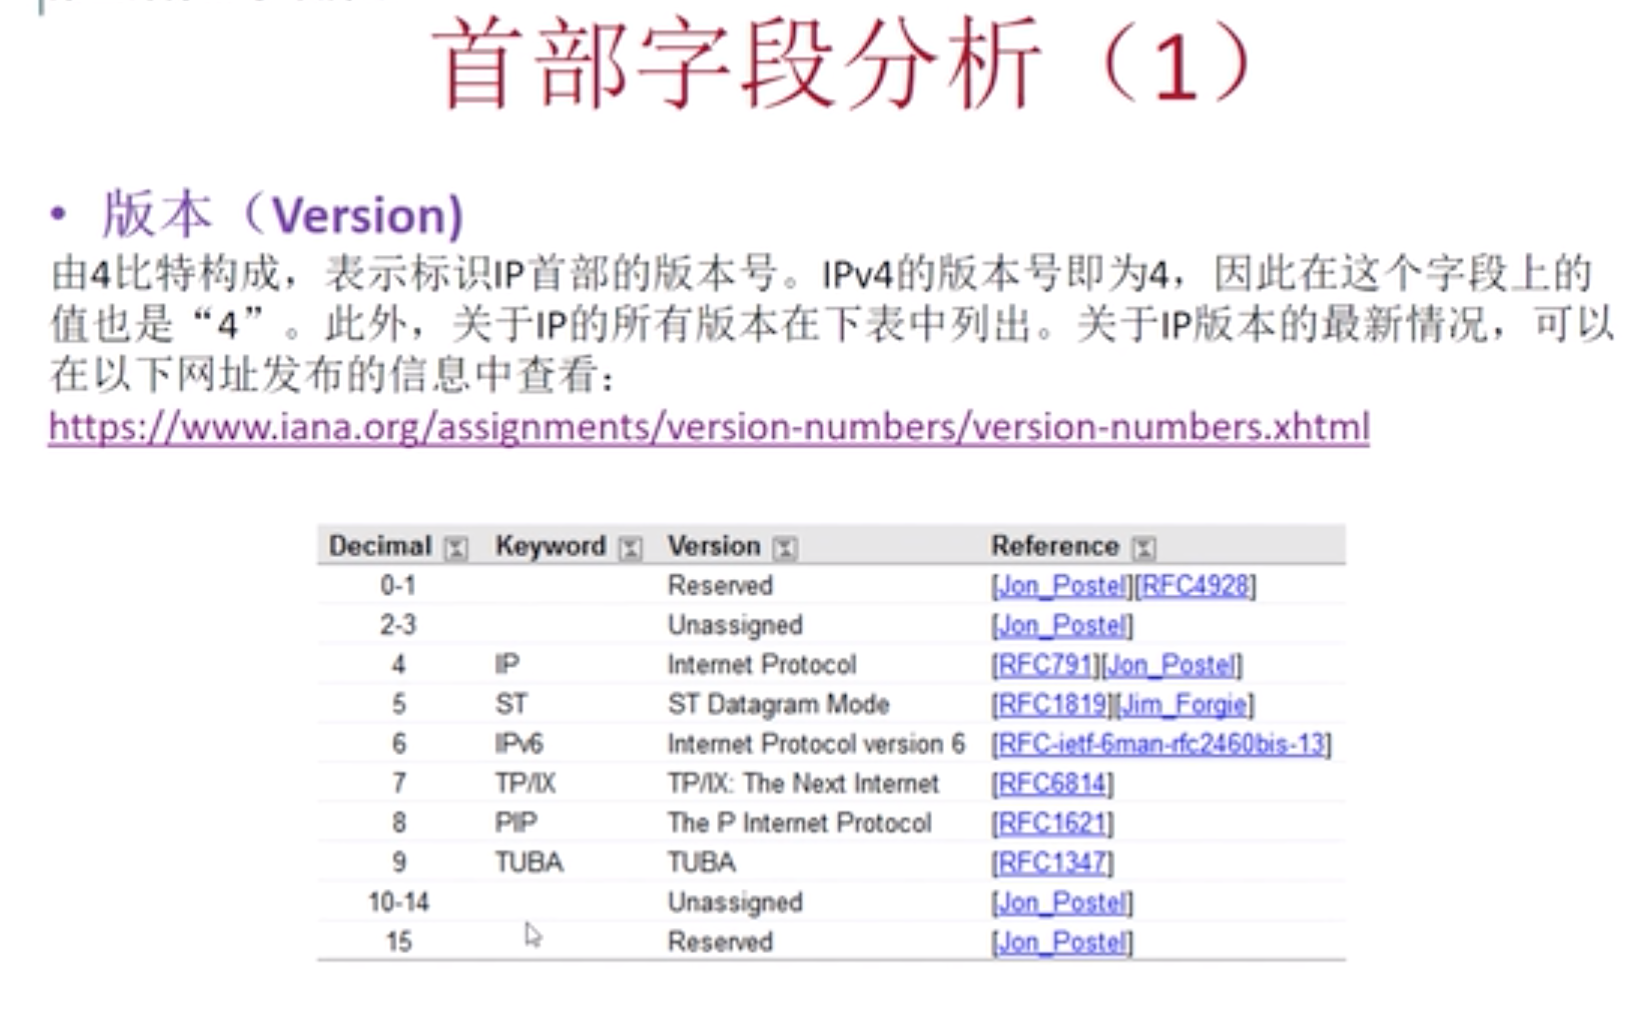 首部字段分析（1）
• 版本（Version)
由4比特构成，表示标识IP首部的版本号。IPv4的版本号即为4，因此在这个字段上的
值也是“4”。此外，关于IP的所有版本在下表中列出。关于IP版本的最新情况，可以
在以下网址发布的信息中查看：
https://www.iana.org/assignments/version-numbers/version-numbers.xhtml
Decimal Keyword Version Reference
0-1 Reserved [Jon_Postel][RFC4928]
2-3 Unassigned [Jon_Postel]
4 IP Internet Protocol [RFC791][Jon_Postel]
5 ST ST Datagram Mode [RFC1819][Jim_Forgie]
6 IPv6 Internet Protocol version 6 [RFC-ietf-6man-rfc2460bis-13]
7 TP/IX TP/IX: The Next Internet [RFC6814]
8 PIP The P Internet Protocol [RFC1621]
9 TUBA TUBA [RFC1347]
10-14 Unassigned [Jon_Postel]
15 Reserved [Jon_Postel]